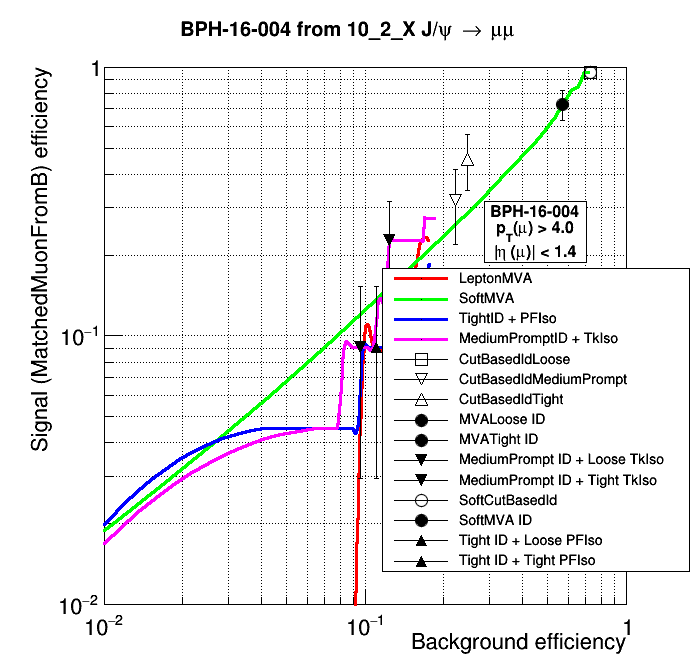 BPH-16-004 from 10_2_X J/ψ → μμ
Signal (MatchedMuonFromB) efficiency
1
10⁻¹
10⁻²
BPH-16-004
p_T(μ) > 4.0
|η (μ)| < 1.4
LeptonMVA
SoftMVA
TightID + PFIso
MediumPromptID + TkIso
CutBasedIdLoose
CutBasedIdMediumPrompt
CutBasedIdTight
MVALoose ID
MVATight ID
MediumPrompt ID + Loose TkIso
MediumPrompt ID + Tight TkIso
SoftCutBasedId
SoftMVA ID
Tight ID + Loose PFIso
Tight ID + Tight PFIso
10⁻² 10⁻¹ 1
Background efficiency